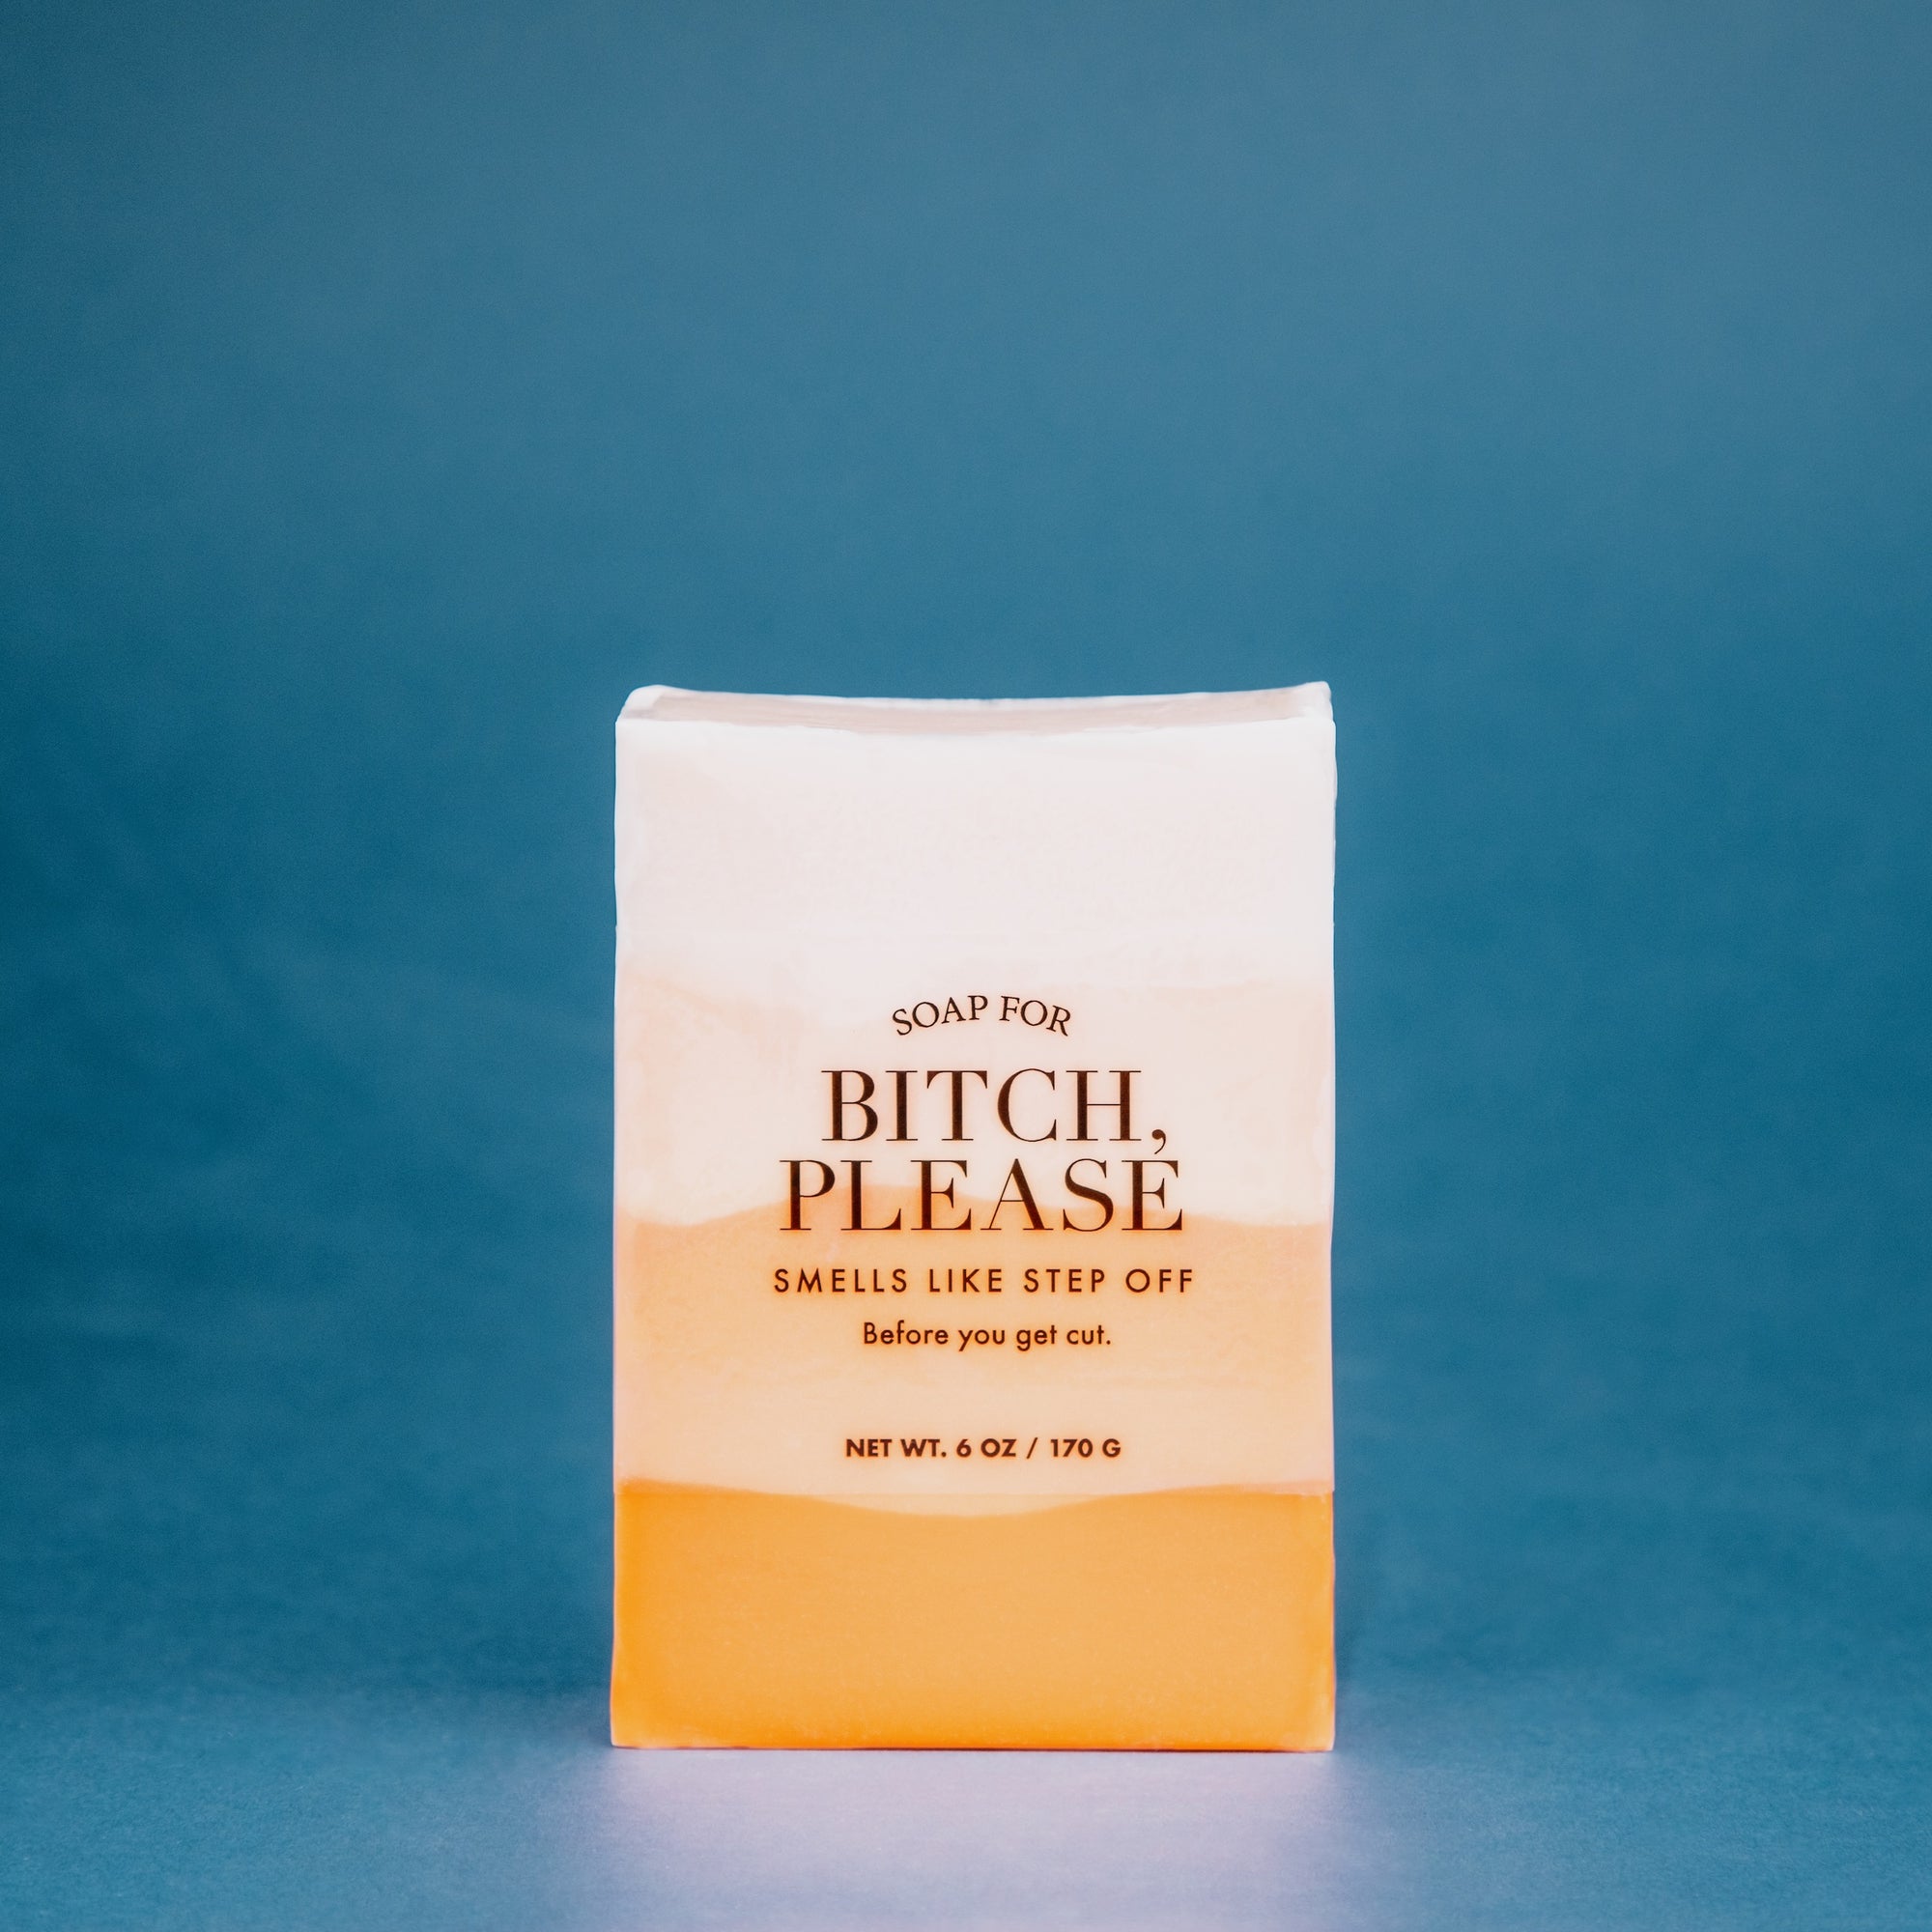 SOAP FOR
BITCH,
PLEASE
SMELLS LIKE STEP OFF
Before you get cut.
NET WT. 6 OZ / 170 G